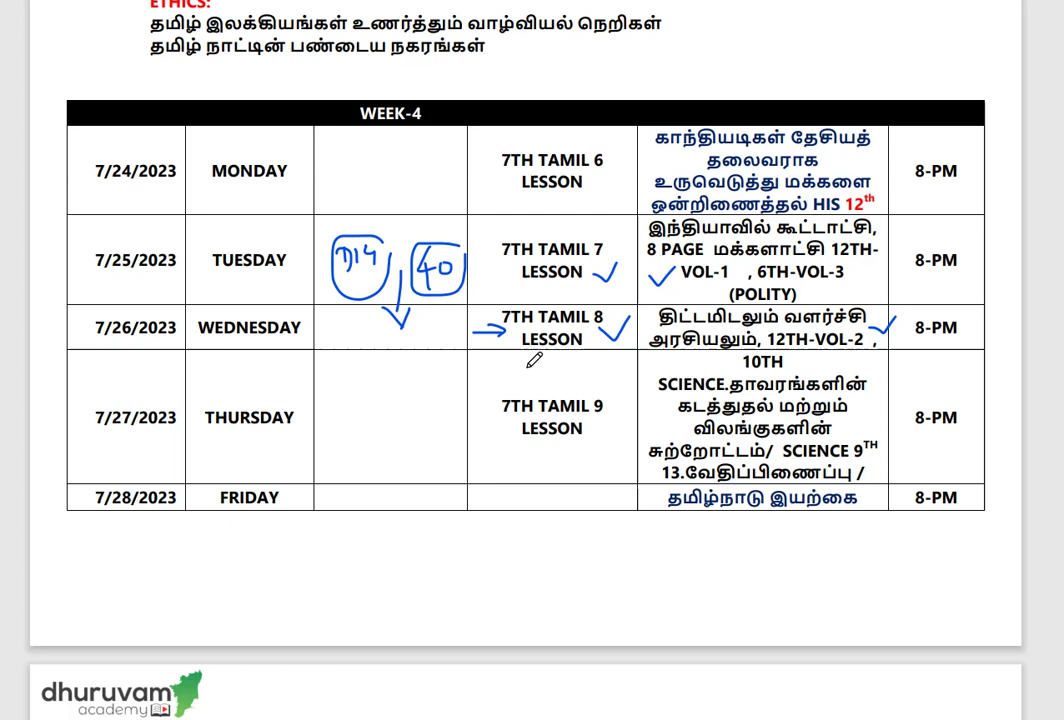 ETHICS:
தமிழ் இலக்கியங்கள் உணர்த்தும் வாழ்வியல் நெறிகள்
தமிழ் நாட்டின் பண்டைய நகரங்கள்
WEEK-4
7/24/2023 MONDAY
7TH TAMIL 6
LESSON
காந்தியடிகள் தேசியத்
தலைவராக
உருவெடுத்து மக்களை
ஒன்றிணைத்தல் HIS 12th
8-PM
7/25/2023 TUESDAY
40
7TH TAMIL 7
LESSON
இந்தியாவில் கூட்டாட்சி,
8 PAGE மக்களாட்சி 12TH-
VOL-1 , 6TH-VOL-3
(POLITY)
8-PM
7/26/2023 WEDNESDAY
7TH TAMIL 8
LESSON
திட்டமிடலும் வளர்ச்சி
அரசியலும், 12TH-VOL-2 ,
8-PM
7/27/2023 THURSDAY
7TH TAMIL 9
LESSON
10TH
SCIENCE.தாவரங்களின்
கடத்துதல் மற்றும்
விலங்குகளின்
சுற்றோட்டம்/ SCIENCE 9TH
13.வேதிப்பிணைப்பு /
8-PM
7/28/2023 FRIDAY
தமிழ்நாடு இயற்கை
8-PM
dhuruvam
academy